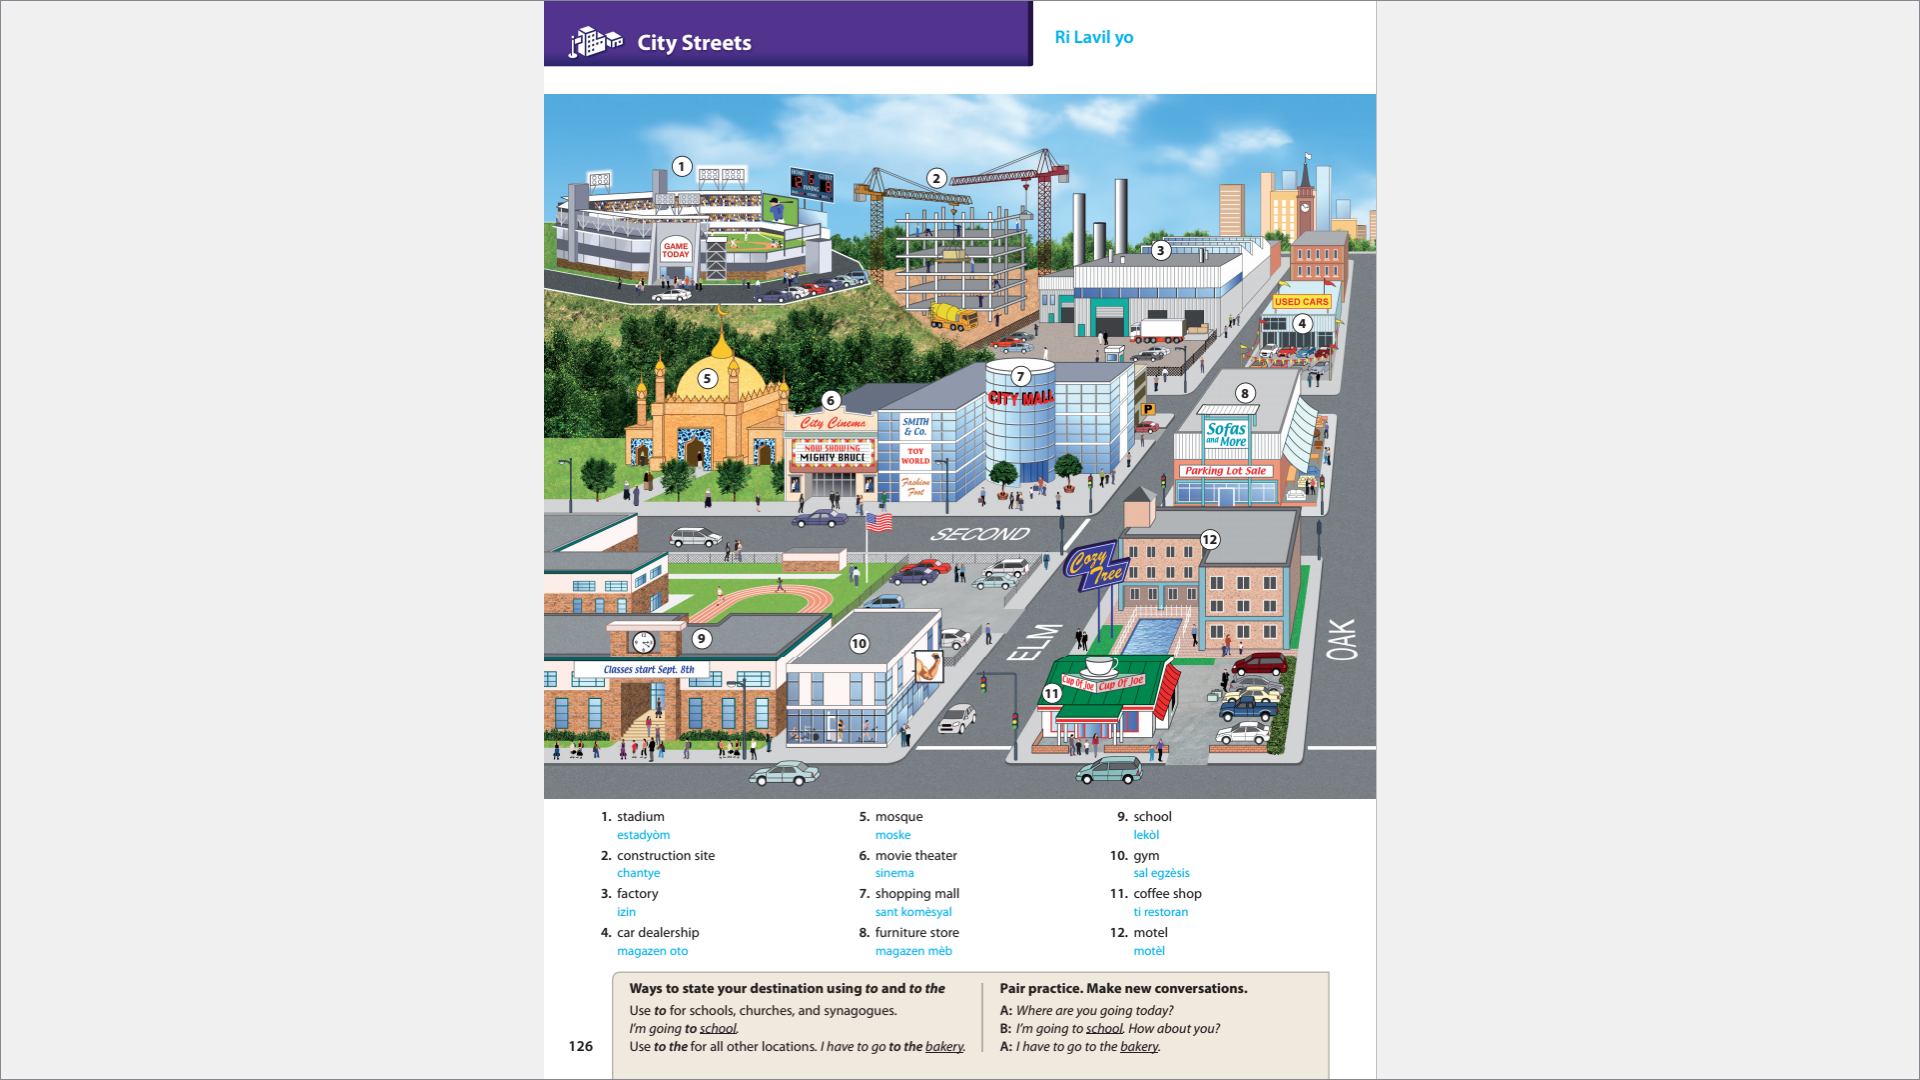 City Streets
Ri Lavil yo
1
2
3
4
5
6
7
8
9
10
11
12
GAME
TODAY
USED CARS
CITY MALL
City Cinema
NOW SHOWING
MIGHTY BRUCE
SMITH
& Co.
TOY
WORLD
Fashion
Foot
P
Sofas
and More
Parking Lot Sale
SECOND
ELM
OAK
Cozy
Tree
Classes start Sept. 8th
Cup Of Joe
Cup Of Joe
1. stadium
estadyòm
2. construction site
chantye
3. factory
izin
4. car dealership
magazen oto
5. mosque
moske
6. movie theater
sinema
7. shopping mall
sant komèsyal
8. furniture store
magazen mèb
9. school
lekòl
10. gym
sal egzèsis
11. coffee shop
ti restoran
12. motel
motèl
Ways to state your destination using to and to the
Use to for schools, churches, and synagogues.
I'm going to school.
Use to the for all other locations. I have to go to the bakery.
Pair practice. Make new conversations.
A: Where are you going today?
B: I'm going to school. How about you?
A: I have to go to the bakery.
126